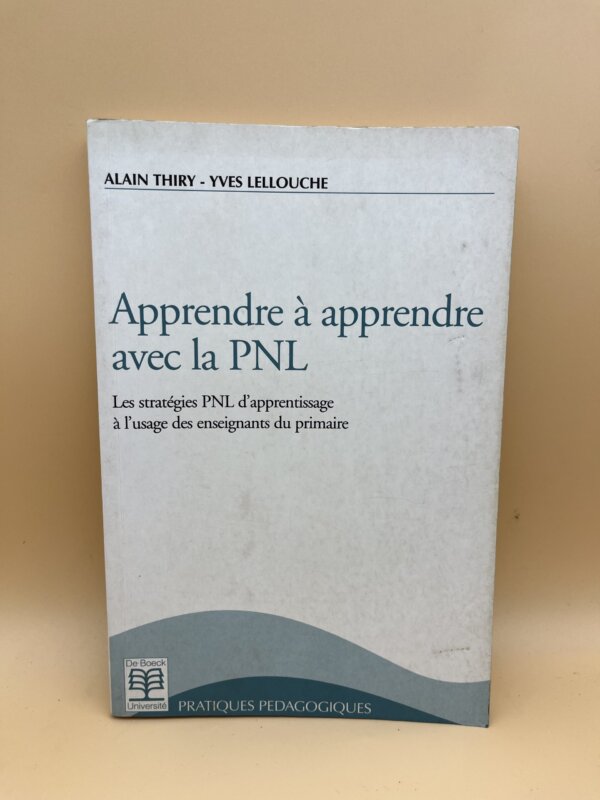 ALAIN THIRY - YVES LELLOUCHE
Apprendre à apprendre
avec la PNL
Les stratégies PNL d'apprentissage
à l'usage des enseignants du primaire
De Boeck
Université
PRATIQUES PEDAGOGIQUES